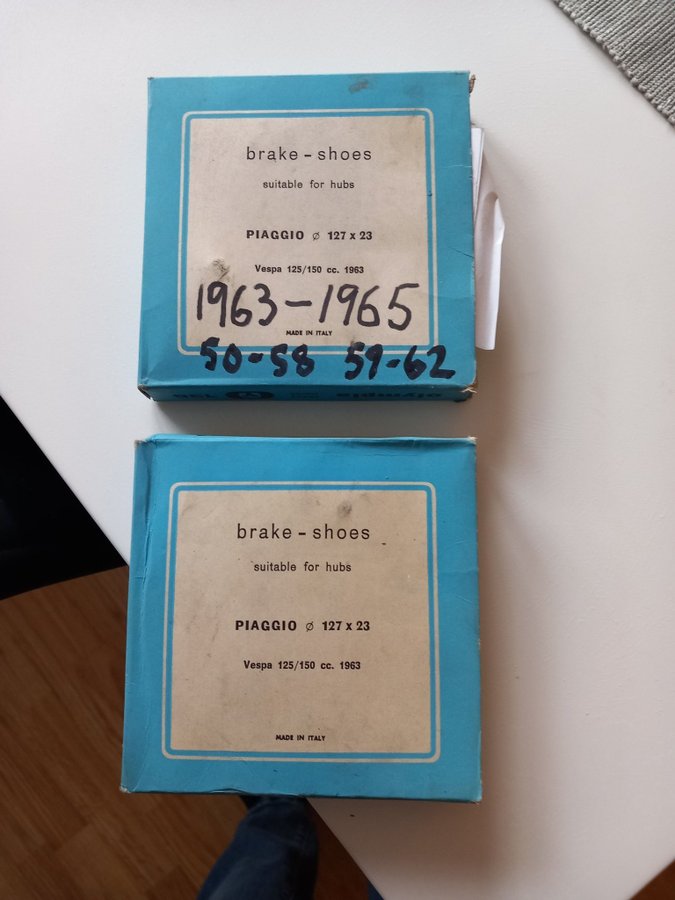 brake - shoes
suitable for hubs
PIAGGIO ⌀ 127 x 23
Vespa 125/150 cc. 1963
1963-1965
MADE IN ITALY
50-58 59-62
olympia
brake - shoes
suitable for hubs
PIAGGIO ⌀ 127 x 23
Vespa 125/150 cc. 1963
MADE IN ITALY